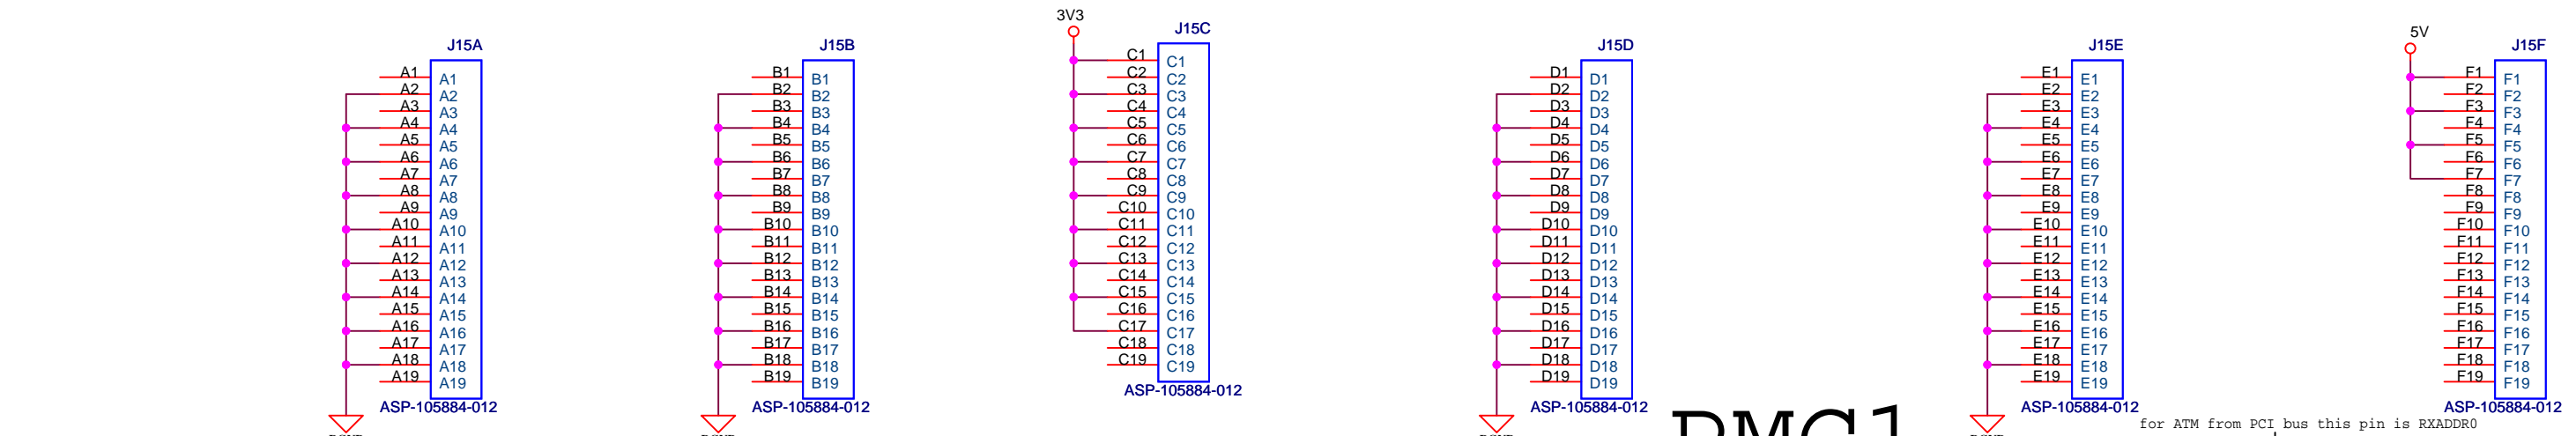 3V3
J15C
5V
J15A
J15B
J15D
J15E
J15F
A1 A1
A2 A2
A3 A3
A4 A4
A5 A5
A6 A6
A7 A7
A8 A8
A9 A9
A10 A10
A11 A11
A12 A12
A13 A13
A14 A14
A15 A15
A16 A16
A17 A17
A18 A18
A19 A19
ASP-105884-012
B1 B1
B2 B2
B3 B3
B4 B4
B5 B5
B6 B6
B7 B7
B8 B8
B9 B9
B10 B10
B11 B11
B12 B12
B13 B13
B14 B14
B15 B15
B16 B16
B17 B17
B18 B18
B19 B19
ASP-105884-012
C1 C1
C2 C2
C3 C3
C4 C4
C5 C5
C6 C6
C7 C7
C8 C8
C9 C9
C10 C10
C11 C11
C12 C12
C13 C13
C14 C14
C15 C15
C16 C16
C17 C17
C18 C18
C19 C19
ASP-105884-012
D1 D1
D2 D2
D3 D3
D4 D4
D5 D5
D6 D6
D7 D7
D8 D8
D9 D9
D10 D10
D11 D11
D12 D12
D13 D13
D14 D14
D15 D15
D16 D16
D17 D17
D18 D18
D19 D19
ASP-105884-012
E1 E1
E2 E2
E3 E3
E4 E4
E5 E5
E6 E6
E7 E7
E8 E8
E9 E9
E10 E10
E11 E11
E12 E12
E13 E13
E14 E14
E15 E15
E16 E16
E17 E17
E18 E18
E19 E19
ASP-105884-012
F1 F1
F2 F2
F3 F3
F4 F4
F5 F5
F6 F6
F7 F7
F8 F8
F9 F9
F10 F10
F11 F11
F12 F12
F13 F13
F14 F14
F15 F15
F16 F16
F17 F17
F18 F18
F19 F19
ASP-105884-012
for ATM from PCI bus this pin is RXADDR0